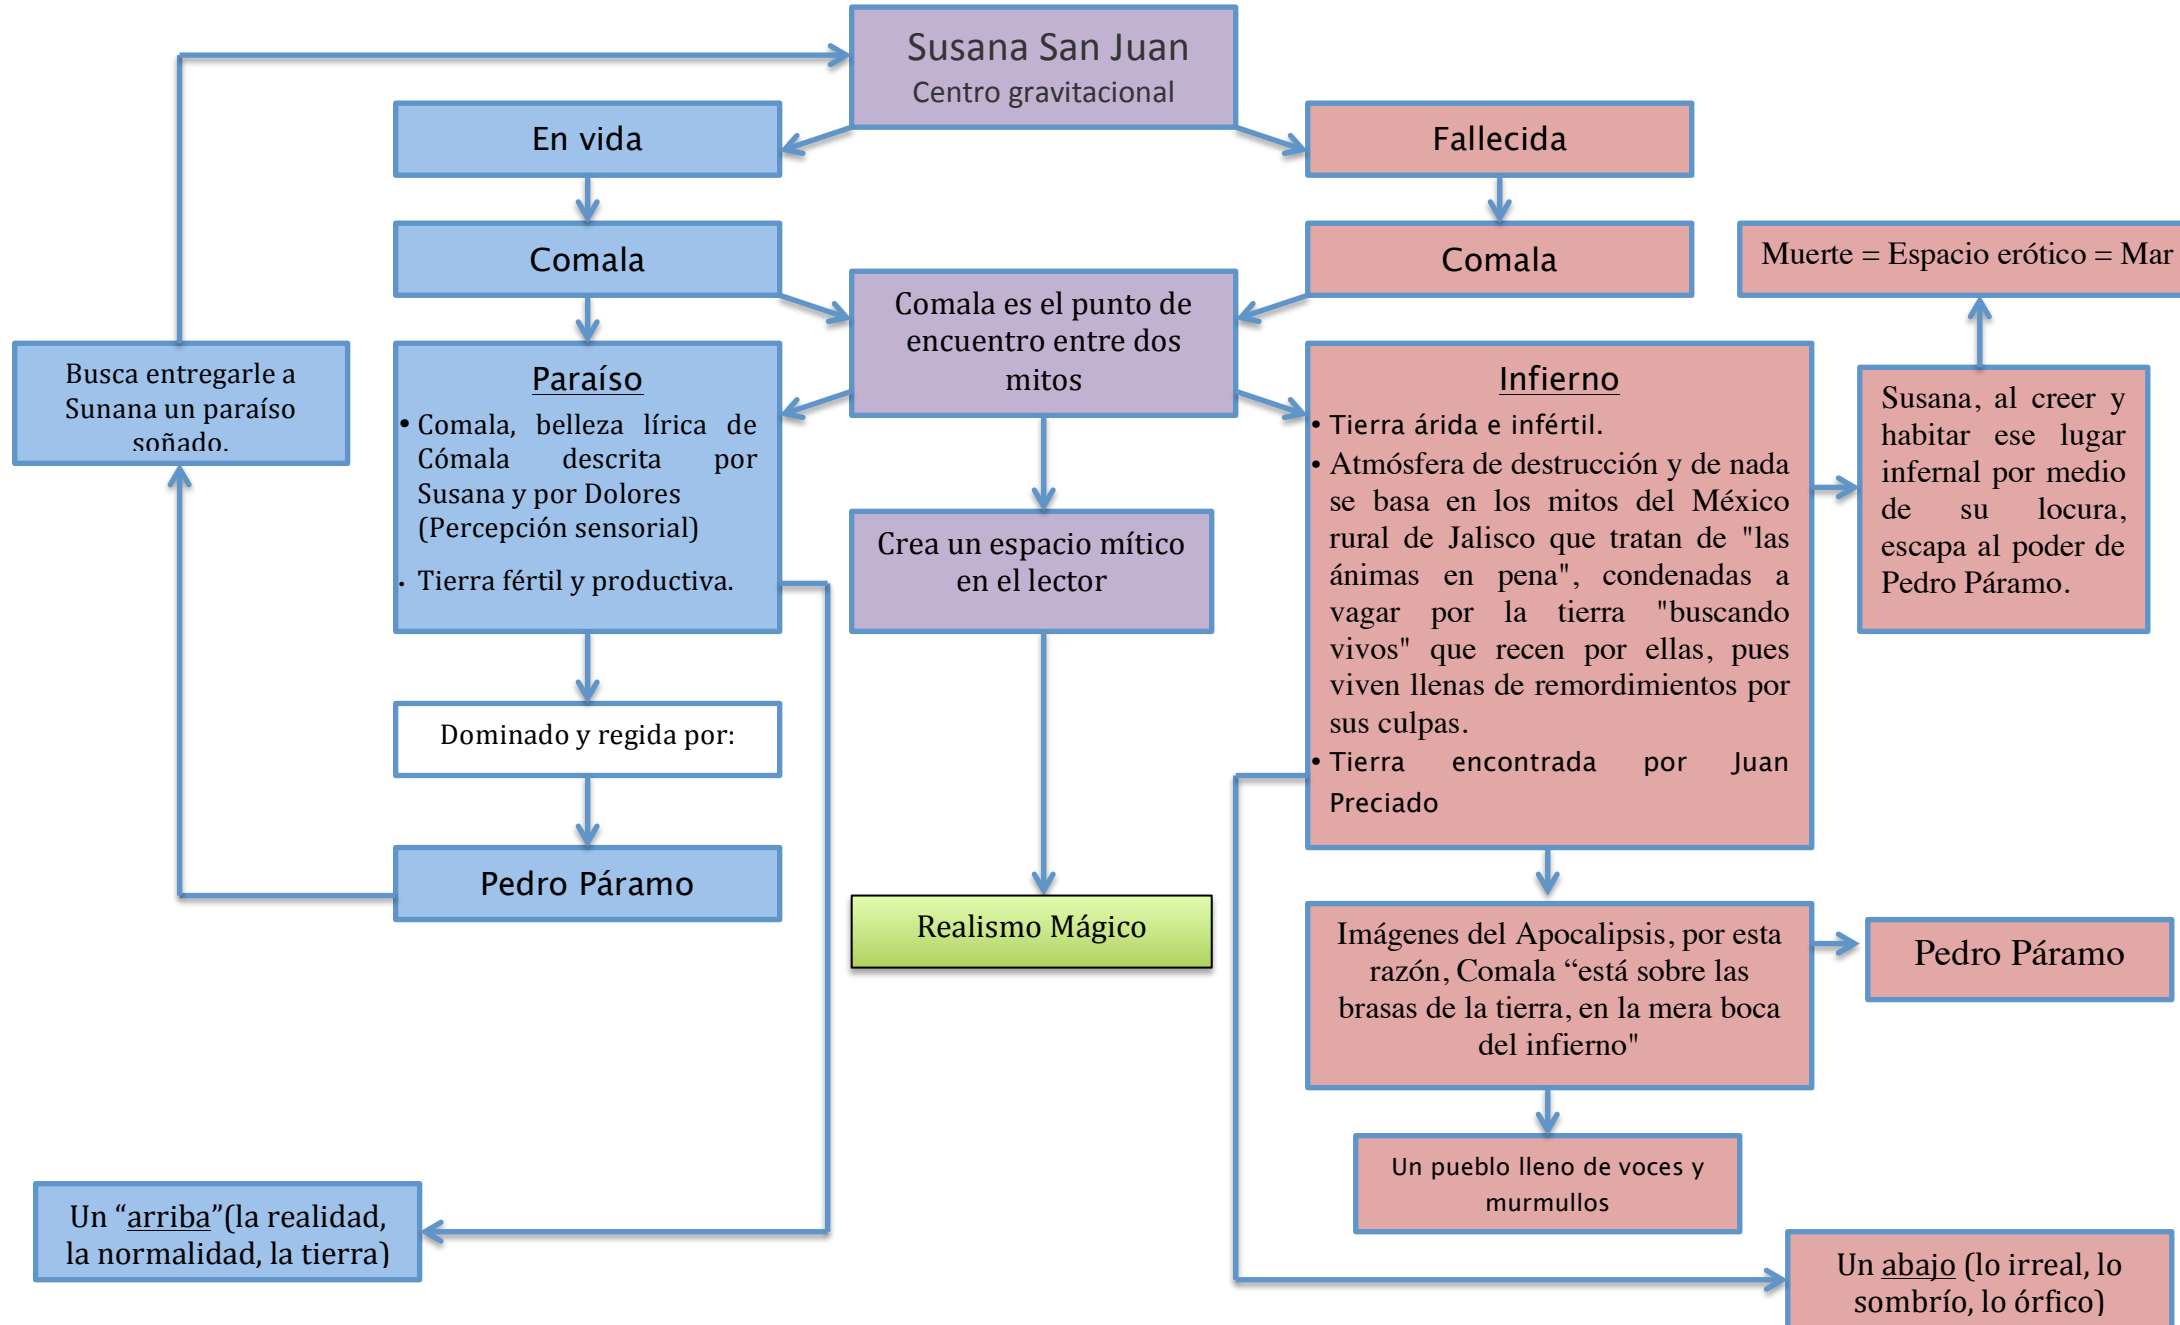 Susana San Juan
Centro gravitacional
En vida
Fallecida
Comala
Comala
Muerte = Espacio erótico = Mar
Comala es el punto de
encuentro entre dos
mitos
Busca entregarle a
Sunana un paraíso
soñado.
Paraíso
• Comala, belleza lírica de
Cómala descrita por
Susana y por Dolores
(Percepción sensorial)
• Tierra fértil y productiva.
Infierno
• Tierra árida e infértil.
• Atmósfera de destrucción y de nada
se basa en los mitos del México
rural de Jalisco que tratan de "las
ánimas en pena", condenadas a
vagar por la tierra "buscando
vivos" que recen por ellas, pues
viven llenas de remordimientos por
sus culpas.
• Tierra encontrada por Juan
Preciado
Susana, al creer y
habitar ese lugar
infernal por medio
de su locura,
escapa al poder de
Pedro Páramo.
Crea un espacio mítico
en el lector
Dominado y regida por:
Pedro Páramo
Realismo Mágico
Imágenes del Apocalipsis, por esta
razón, Comala “está sobre las
brasas de la tierra, en la mera boca
del infierno"
Pedro Páramo
Un pueblo lleno de voces y
murmullos
Un “arriba”(la realidad,
la normalidad, la tierra)
Un abajo (lo irreal, lo
sombrío, lo órfico)